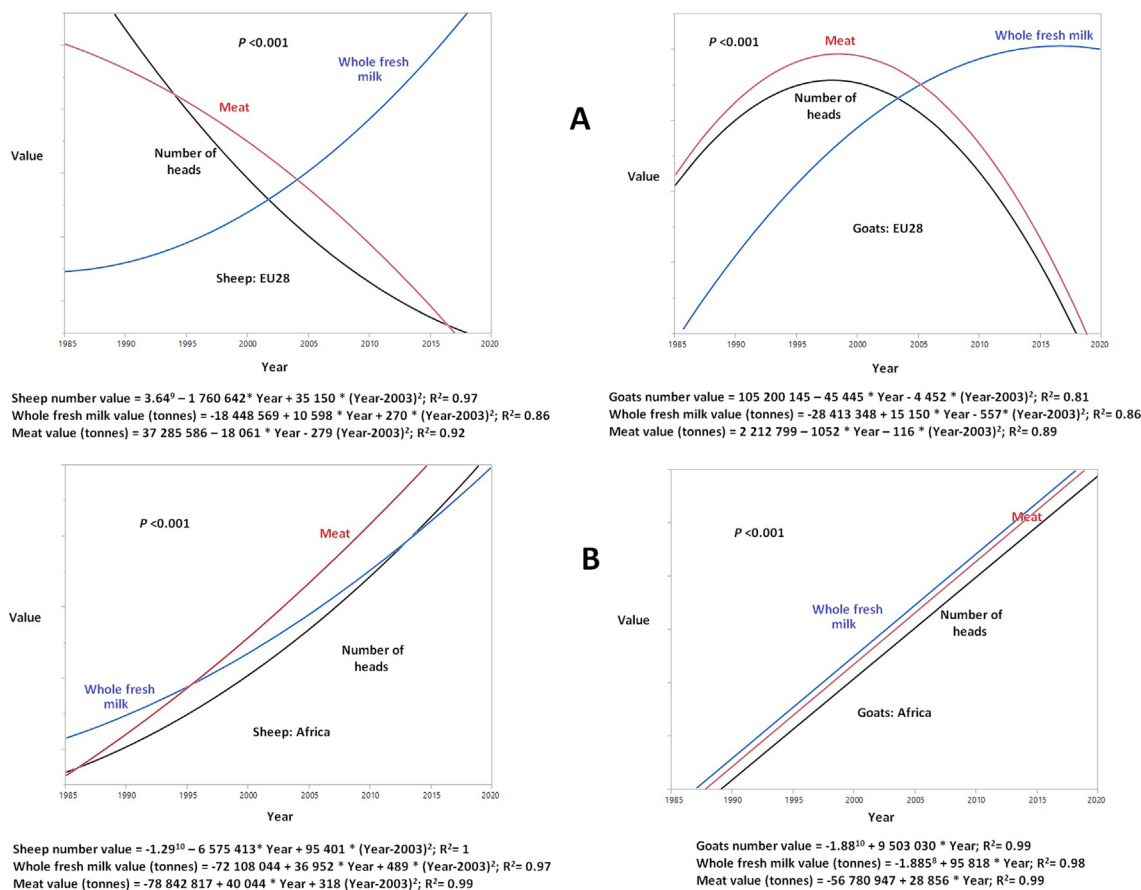 P <0.001
Whole fresh
milk
Meat
Number of
heads
Value
Sheep: EU28
1985 1990 1995 2000 2005 2010 2015 2020
Year
Sheep number value = 3.64⁹ – 1 760 642* Year + 35 150 * (Year-2003)²; R²= 0.97
Whole fresh milk value (tonnes) = -18 448 569 + 10 598 * Year + 270 * (Year-2003)²; R²= 0.86
Meat value (tonnes) = 37 285 586 – 18 061 * Year - 279 (Year-2003)²; R²= 0.92
A
P <0.001
Meat
Whole fresh milk
Number of
heads
Value
Goats: EU28
1985 1990 1995 2000 2005 2010 2015 2020
Year
Goats number value = 105 200 145 – 45 445 * Year - 4 452 * (Year-2003)²; R²= 0.81
Whole fresh milk value (tonnes) = -28 413 348 + 15 150 * Year - 557* (Year-2003)²; R²= 0.86
Meat value (tonnes) = 2 212 799 – 1052 * Year – 116 * (Year-2003)²; R²= 0.89
P <0.001
Meat
Value
Number of
heads
Whole fresh
milk
Sheep: Africa
1985 1990 1995 2000 2005 2010 2015 2020
Year
Sheep number value = -1.29¹⁰ – 6 575 413* Year + 95 401 * (Year-2003)²; R²= 1
Whole fresh milk value (tonnes) = -72 108 044 + 36 952 * Year + 489 * (Year-2003)²; R²= 0.97
Meat value (tonnes) = -78 842 817 + 40 044 * Year + 318 (Year-2003)²; R²= 0.99
B
P <0.001
Meat
Value
Whole fresh
milk
Number of
heads
Goats: Africa
1985 1990 1995 2000 2005 2010 2015 2020
Year
Goats number value = -1.88¹⁰ + 9 503 030 * Year; R²= 0.99
Whole fresh milk value (tonnes) = -1.885⁸ + 95 818 * Year; R²= 0.98
Meat value (tonnes) = -56 780 947 + 28 856 * Year; R²= 0.99